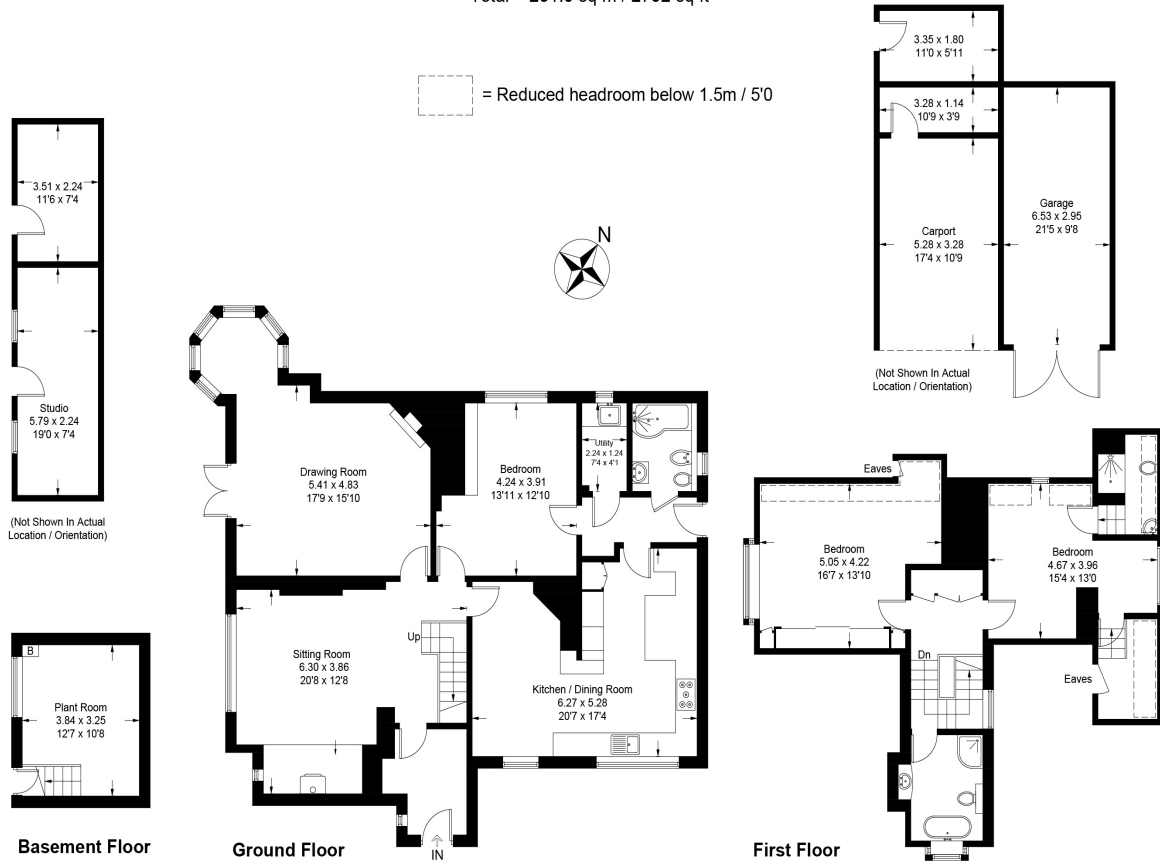 = Reduced headroom below 1.5m / 5'0
3.35 x 1.80
11'0 x 5'11
3.28 x 1.14
10'9 x 3'9
Garage
6.53 x 2.95
21'5 x 9'8
Carport
5.28 x 3.28
17'4 x 10'9
(Not Shown In Actual
Location / Orientation)
3.51 x 2.24
11'6 x 7'4
Studio
5.79 x 2.24
19'0 x 7'4
(Not Shown In Actual
Location / Orientation)
N
Drawing Room
5.41 x 4.83
17'9 x 15'10
Bedroom
4.24 x 3.91
13'11 x 12'10
Utility
2.24 x 1.24
7'4 x 4'1
Sitting Room
6.30 x 3.86
20'8 x 12'8
Up
Kitchen / Dining Room
6.27 x 5.28
20'7 x 17'4
IN
B
Plant Room
3.84 x 3.25
12'7 x 10'8
Eaves
Bedroom
5.05 x 4.22
16'7 x 13'10
Bedroom
4.67 x 3.96
15'4 x 13'0
Dn
Eaves
Basement Floor
Ground Floor
First Floor